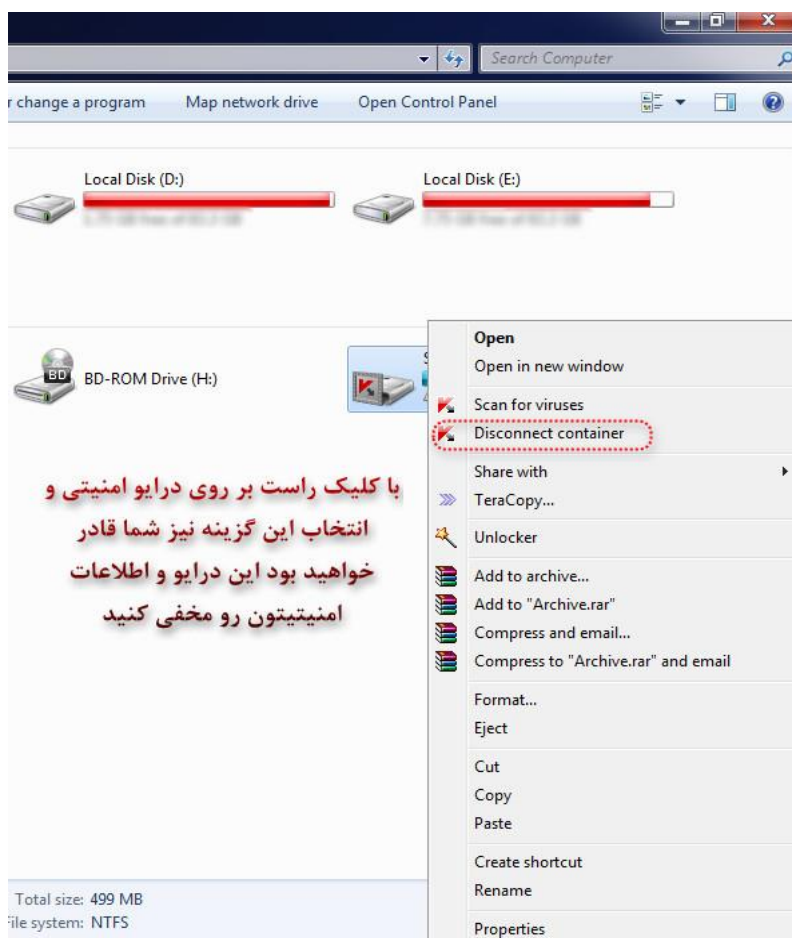 Search Computer
r change a program Map network drive Open Control Panel
Local Disk (D:) Local Disk (E:)
BD
BD-ROM Drive (H:)
با کلیک راست بر روی درایو امنیتی و
انتخاب این گزینه نیز شما قادر
خواهید بود این درایو و اطلاعات
امنیتیتون رو مخفی کنید
Open
Open in new window
Scan for viruses
Disconnect container
Share with
TeraCopy...
Unlocker
Add to archive...
Add to "Archive.rar"
Compress and email...
Compress to "Archive.rar" and email
Format...
Eject
Cut
Copy
Paste
Create shortcut
Rename
Properties
Total size: 499 MB
File system: NTFS